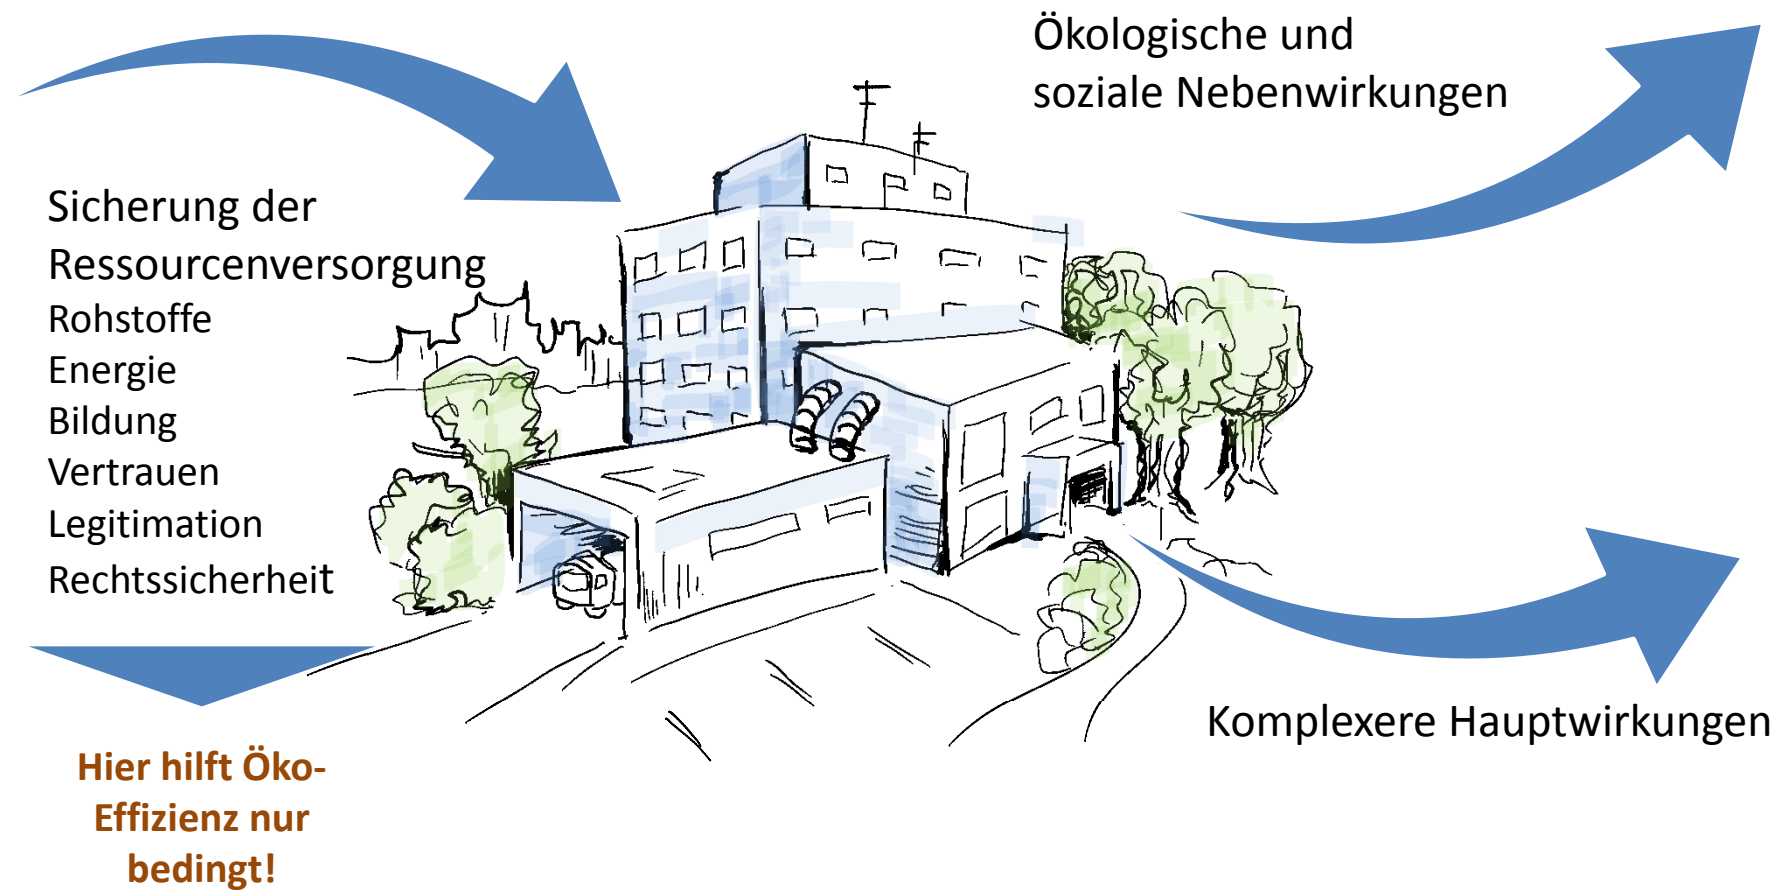 Ökologische und
soziale Nebenwirkungen
Sicherung der
Ressourcenversorgung
Rohstoffe
Energie
Bildung
Vertrauen
Legitimation
Rechtssicherheit
Hier hilft Öko-
Effizienz nur
bedingt!
Komplexere Hauptwirkungen